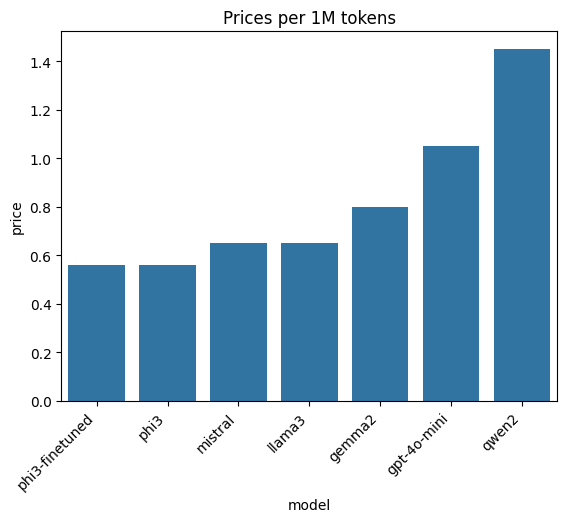 Prices per 1M tokens
1.4
1.2
1.0
0.8
0.6
0.4
0.2
0.0
price
phi3-finetuned
phi3
mistral
llama3
gemma2
gpt-4o-mini
qwen2
model